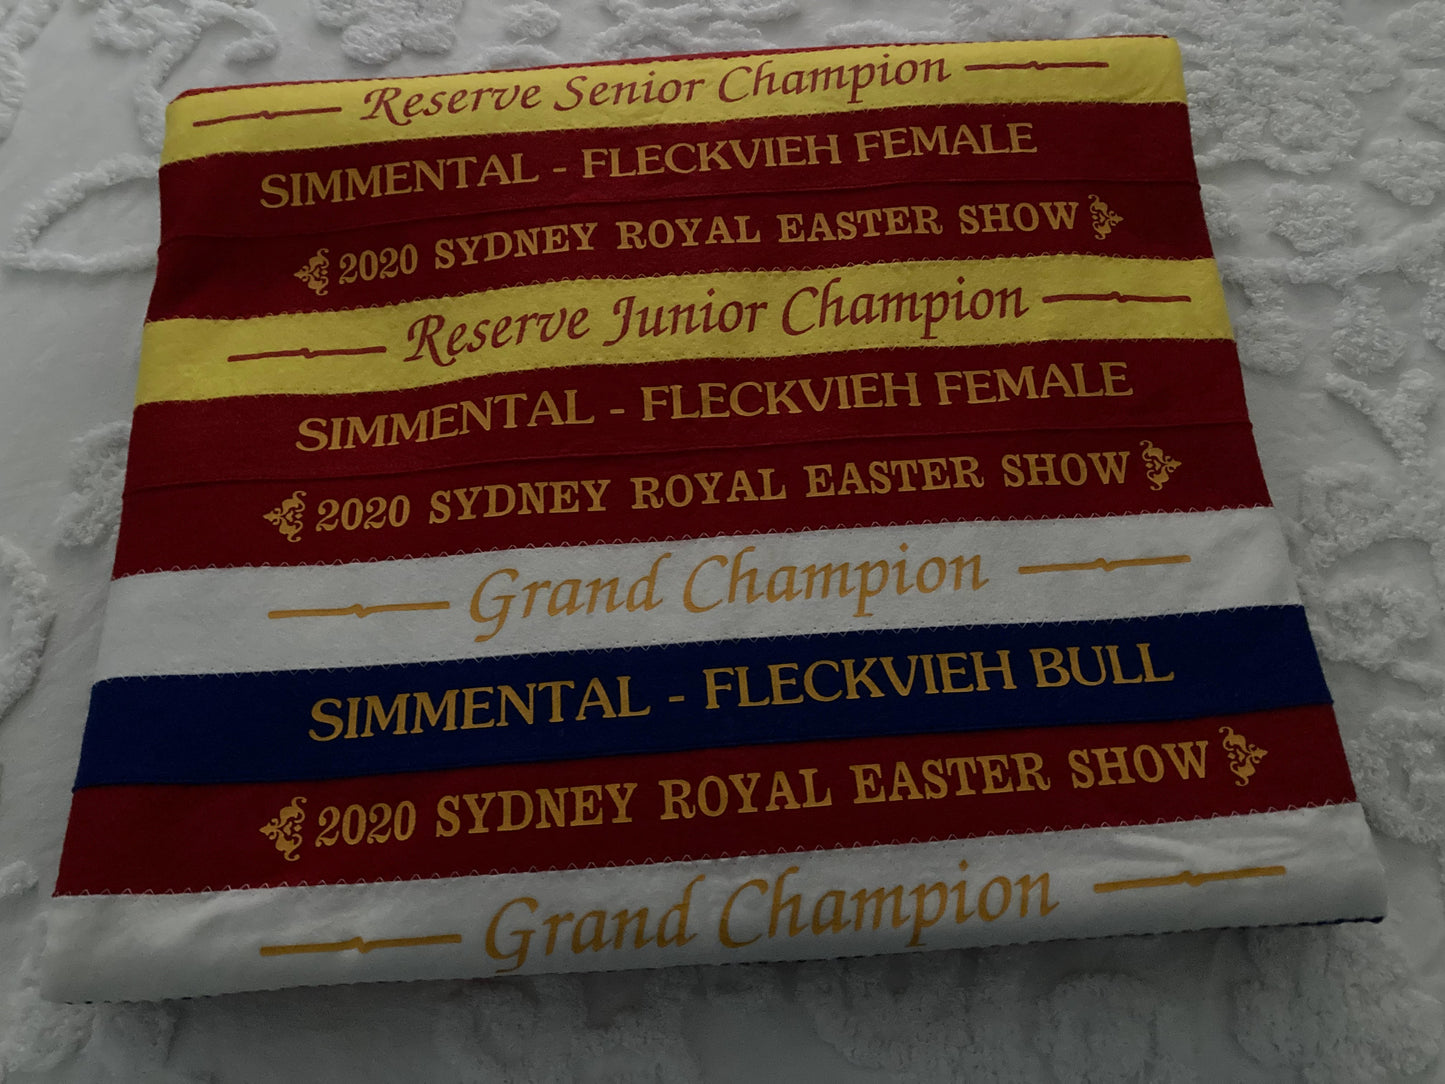 Reserve Senior Champion
SIMMENTAL - FLECKVIEH FEMALE
2020 SYDNEY ROYAL EASTER SHOW
Reserve Junior Champion
SIMMENTAL - FLECKVIEH FEMALE
2020 SYDNEY ROYAL EASTER SHOW
Grand Champion
SIMMENTAL - FLECKVIEH BULL
2020 SYDNEY ROYAL EASTER SHOW
Grand Champion